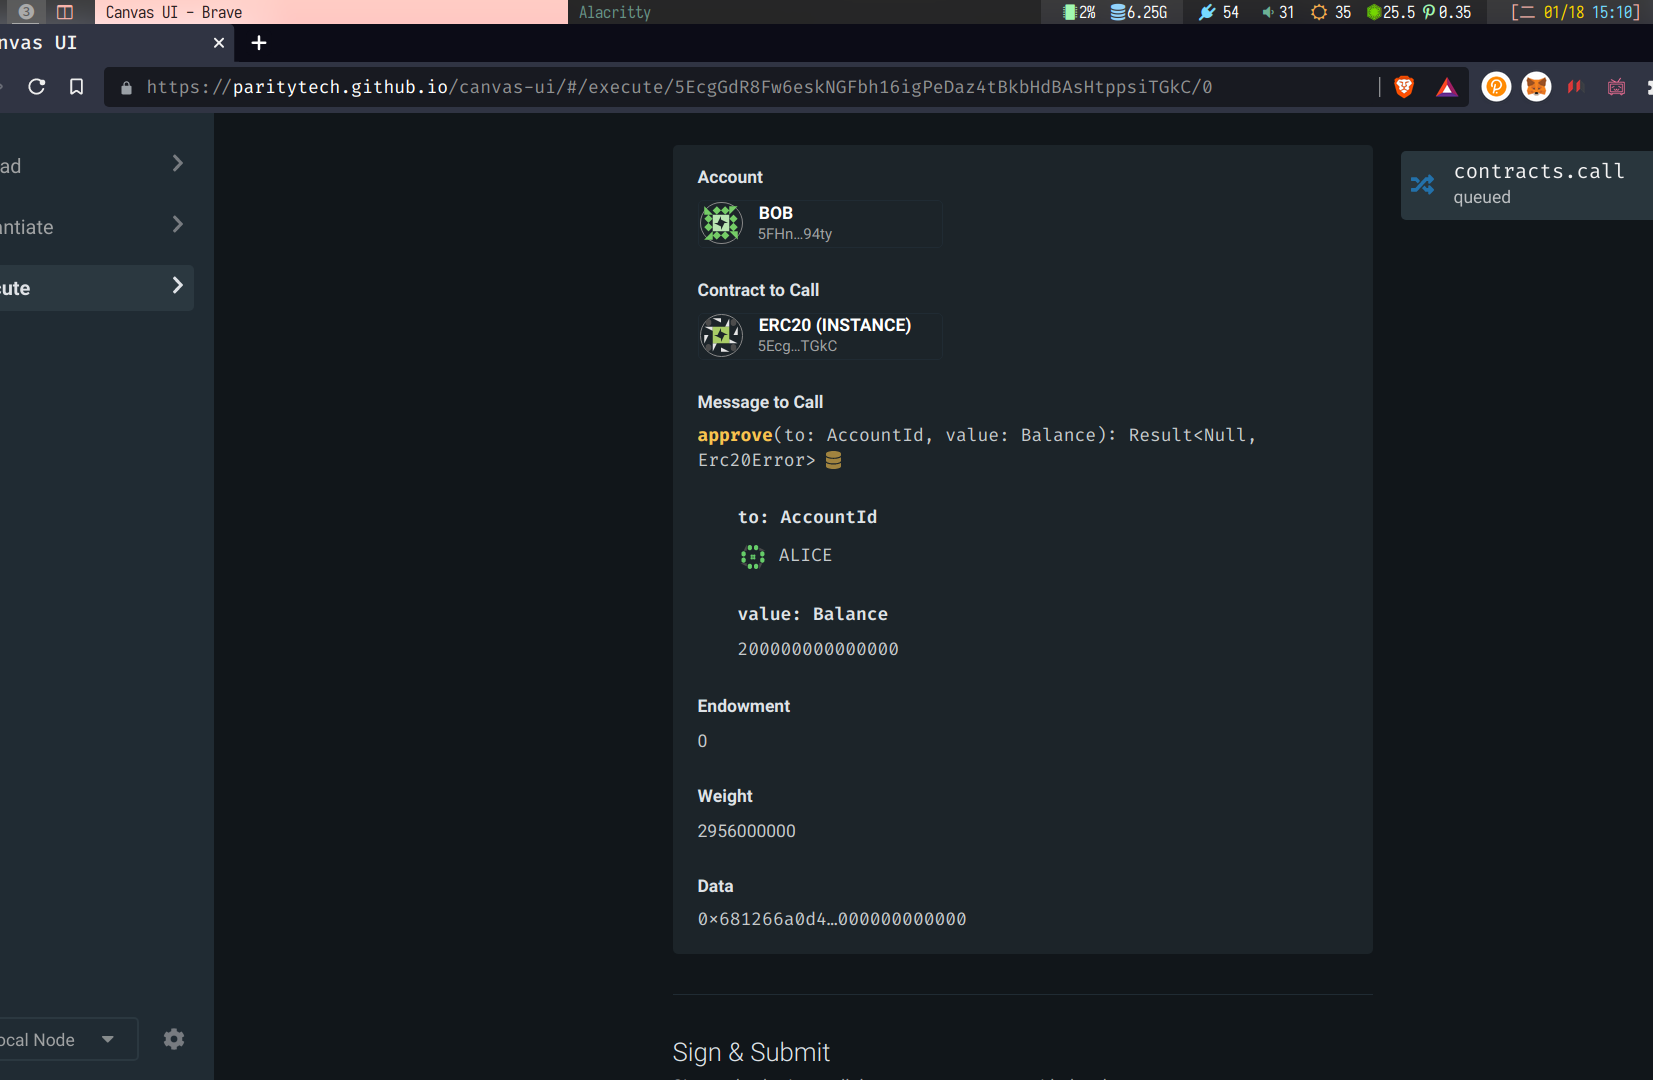 3 Canvas UI - Brave Alacritty 2% 6.25G 54 31 35 25.5 0.35 [二 01/18 15:10]
nvas UI
https://paritytech.github.io/canvas-ui/#/execute/5EcgGdR8Fw6eskNGFbh16igPeDaz4tBkbHdBAsHtppsiTGkC/0
ad
ntiate
ute
ocal Node
Account
BOB
5FHn...94ty
Contract to Call
ERC20 (INSTANCE)
5Ecg...TGkC
Message to Call
approve(to: AccountId, value: Balance): Result<Null,
Erc20Error>
to: AccountId
ALICE
value: Balance
200000000000000
Endowment
0
Weight
2956000000
Data
0×681266a0d4…000000000000
Sign & Submit
contracts.call
queued